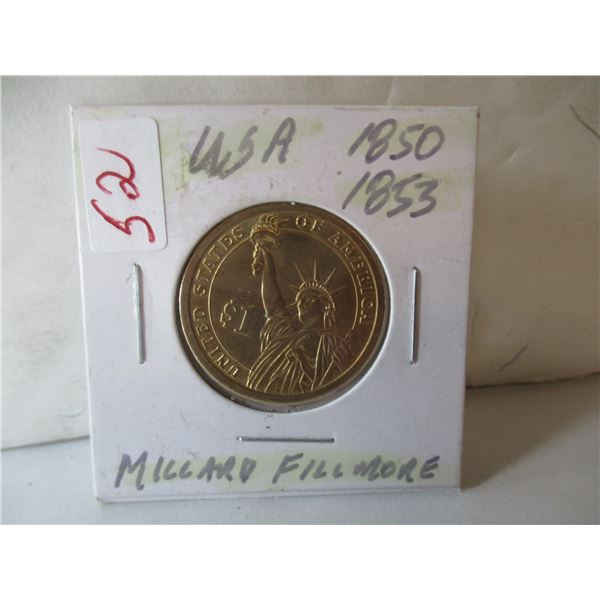 52
USA 1850
1853
UNITED STATES OF AMERICA
$1
MILLARD FILLMORE